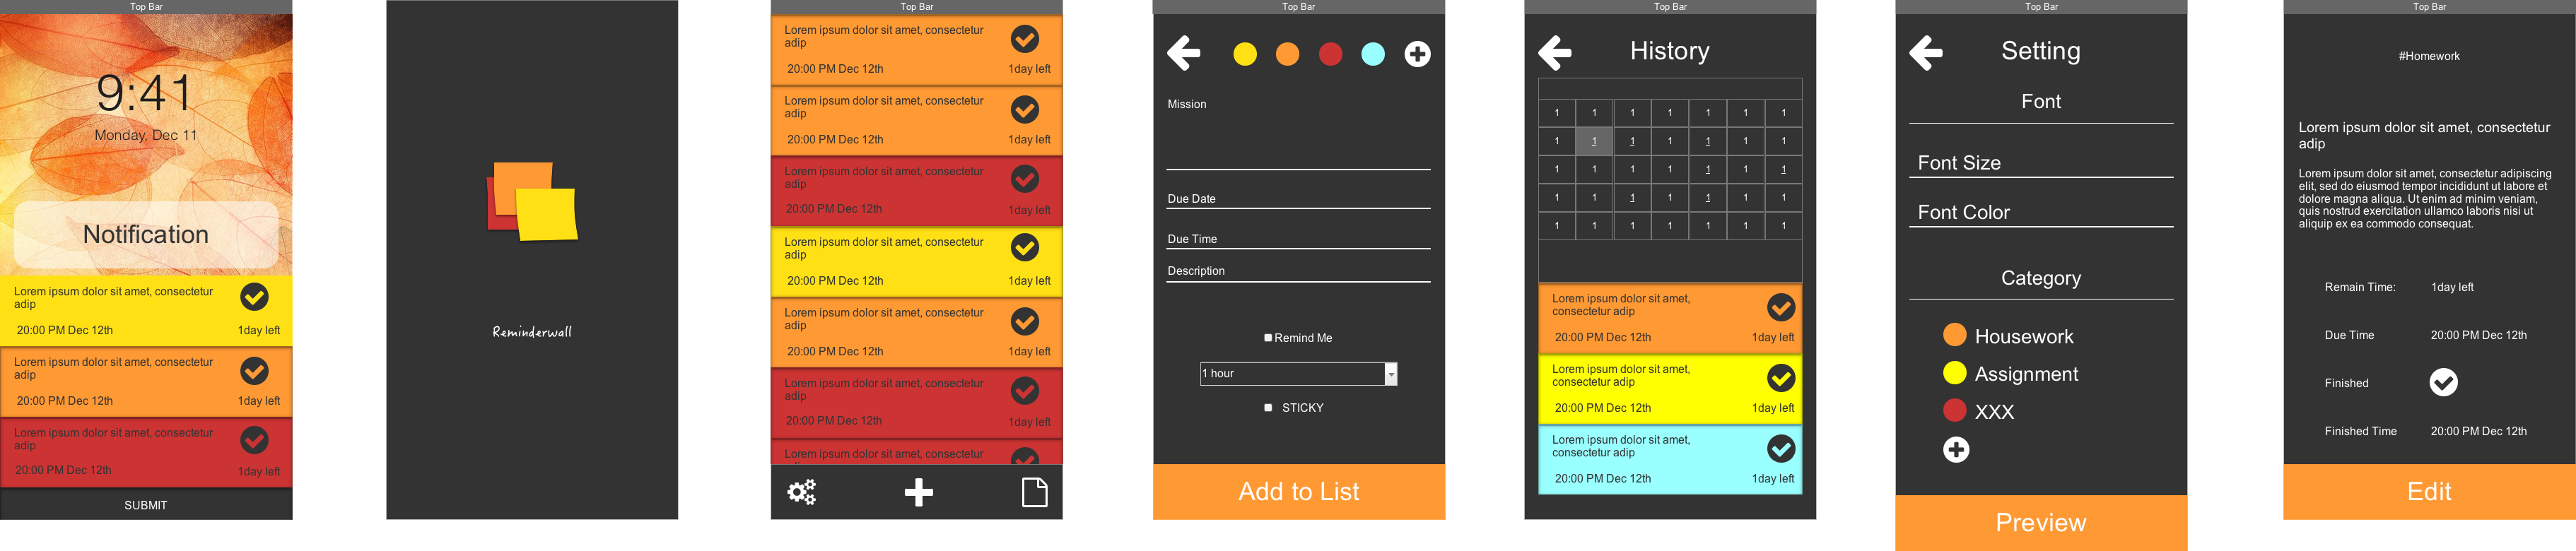 Top Bar
9:41
Monday, Dec 11
Notification
Lorem ipsum dolor sit amet, consectetur
adip
20:00 PM Dec 12th 1day left
Lorem ipsum dolor sit amet, consectetur
adip
20:00 PM Dec 12th 1day left
Lorem ipsum dolor sit amet, consectetur
adip
20:00 PM Dec 12th 1day left
SUBMIT
Reminderwall
Top Bar
Lorem ipsum dolor sit amet, consectetur
adip
20:00 PM Dec 12th 1day left
Lorem ipsum dolor sit amet, consectetur
adip
20:00 PM Dec 12th 1day left
Lorem ipsum dolor sit amet, consectetur
adip
20:00 PM Dec 12th 1day left
Lorem ipsum dolor sit amet, consectetur
adip
20:00 PM Dec 12th 1day left
Lorem ipsum dolor sit amet, consectetur
adip
20:00 PM Dec 12th 1day left
Lorem ipsum dolor sit amet, consectetur
adip
20:00 PM Dec 12th 1day left
Lorem ipsum dolor sit amet, consectetur
Top Bar
Mission
Due Date
Due Time
Description
Remind Me
1 hour
STICKY
Add to List
Top Bar
History
1 1 1 1 1 1 1
1 1 1 1 1 1 1
1 1 1 1 1 1 1
1 1 1 1 1 1 1
1 1 1 1 1 1 1
Lorem ipsum dolor sit amet,
consectetur adip
20:00 PM Dec 12th 1day left
Lorem ipsum dolor sit amet,
consectetur adip
20:00 PM Dec 12th 1day left
Lorem ipsum dolor sit amet,
consectetur adip
20:00 PM Dec 12th 1day left
Top Bar
Setting
Font
Font Size
Font Color
Category
Housework
Assignment
XXX
Preview
Top Bar
#Homework
Lorem ipsum dolor sit amet, consectetur
adip
Lorem ipsum dolor sit amet, consectetur adipiscing
elit, sed do eiusmod tempor incididunt ut labore et
dolore magna aliqua. Ut enim ad minim veniam,
quis nostrud exercitation ullamco laboris nisi ut
aliquip ex ea commodo consequat.
Remain Time: 1day left
Due Time 20:00 PM Dec 12th
Finished
Finished Time 20:00 PM Dec 12th
Edit